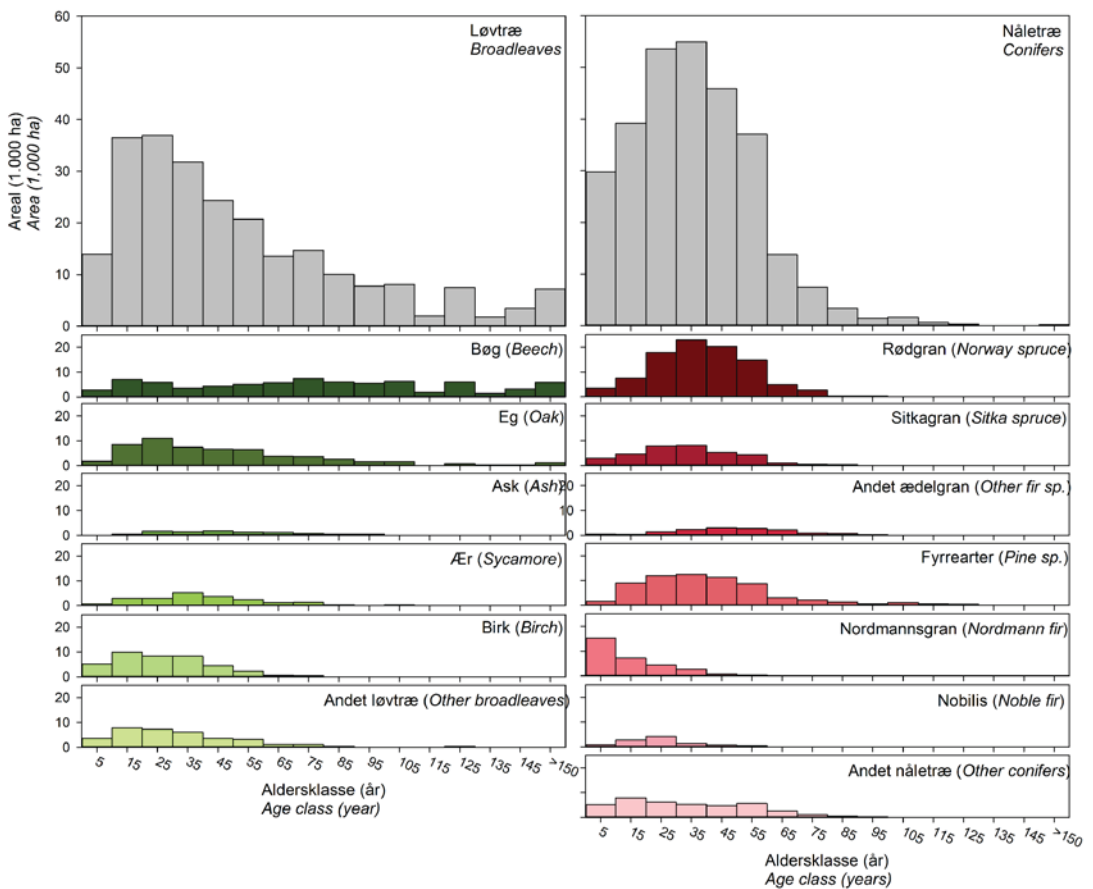 Areal (1.000 ha)
Area (1,000 ha)
60
50
40
30
20
10
0
Løvtræ
Broadleaves
Nåletræ
Conifers
20
10
0
Bøg (Beech)
Rødgran (Norway spruce)
20
10
0
Eg (Oak)
Sitkagran (Sitka spruce)
20
10
0
Ask (Ash)
20
10
Andet ædelgran (Other fir sp.)
20
10
0
Ær (Sycamore)
Fyrrearter (Pine sp.)
20
10
0
Birk (Birch)
Nordmannsgran (Nordmann fir)
20
10
0
Andet løvtræ (Other broadleaves)
Nobilis (Noble fir)
5 15 25 35 45 55 65 75 85 95 105 115 125 135 145 >150
Aldersklasse (år)
Age class (year)
Andet nåletræ (Other conifers)
5 15 25 35 45 55 65 75 85 95 105 115 125 135 145 >150
Aldersklasse (år)
Age class (years)